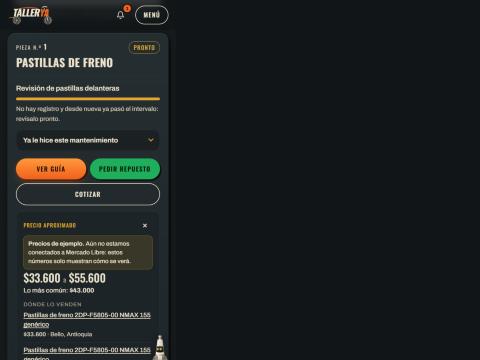 TALLERYA
1
MENÚ
PIEZA N.º 1
PRONTO
PASTILLAS DE FRENO
Revisión de pastillas delanteras
No hay registro y desde nueva ya pasó el intervalo:
revísalo pronto.
Ya le hice este mantenimiento
VER GUÍA
PEDIR REPUESTO
COTIZAR
PRECIO APROXIMADO
×
Precios de ejemplo. Aún no estamos
conectados a Mercado Libre: estos
números solo muestran cómo se verá.
$33.600 a $55.600
Lo más común: $43.000
DÓNDE LO VENDEN
Pastillas de freno 2DP-F5805-00 NMAX 155
genérico
$33.600 · Bello, Antioquia
Pastillas de freno 2DP-F5805-00 NMAX 155